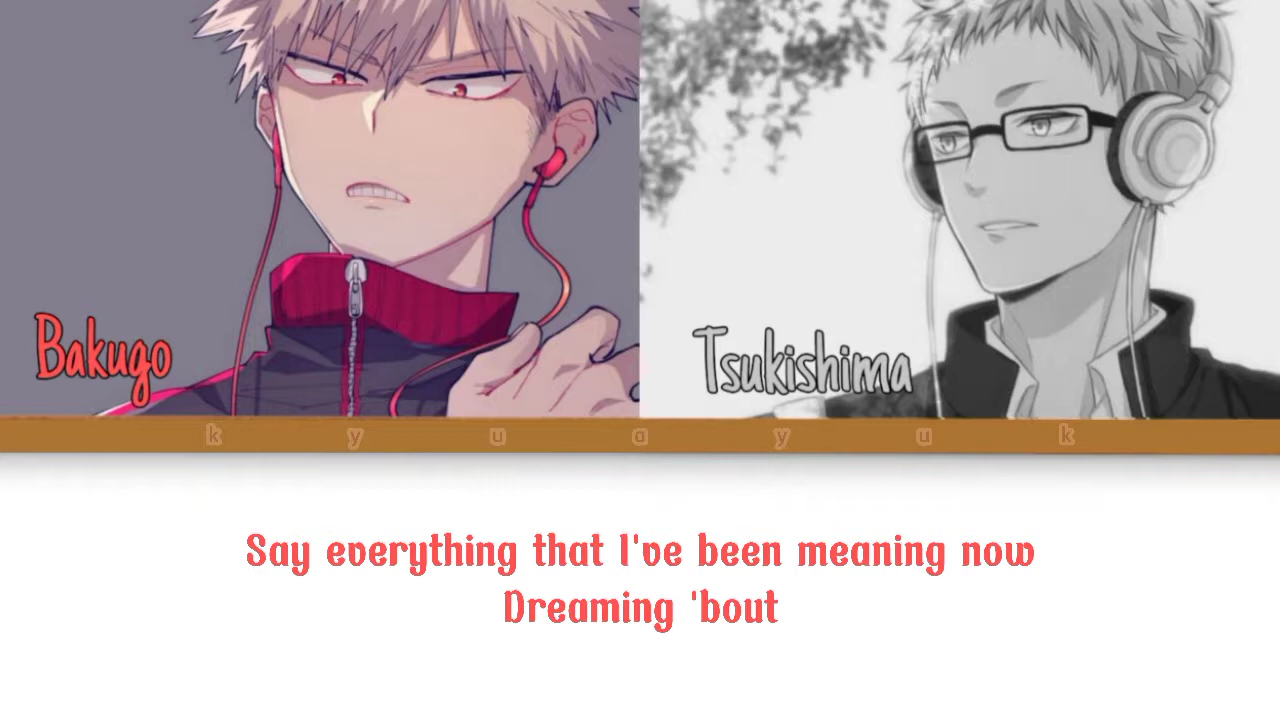 Bakugo
Tsukishima
k y u a y u k
Say everything that I've been meaning now
Dreaming 'bout